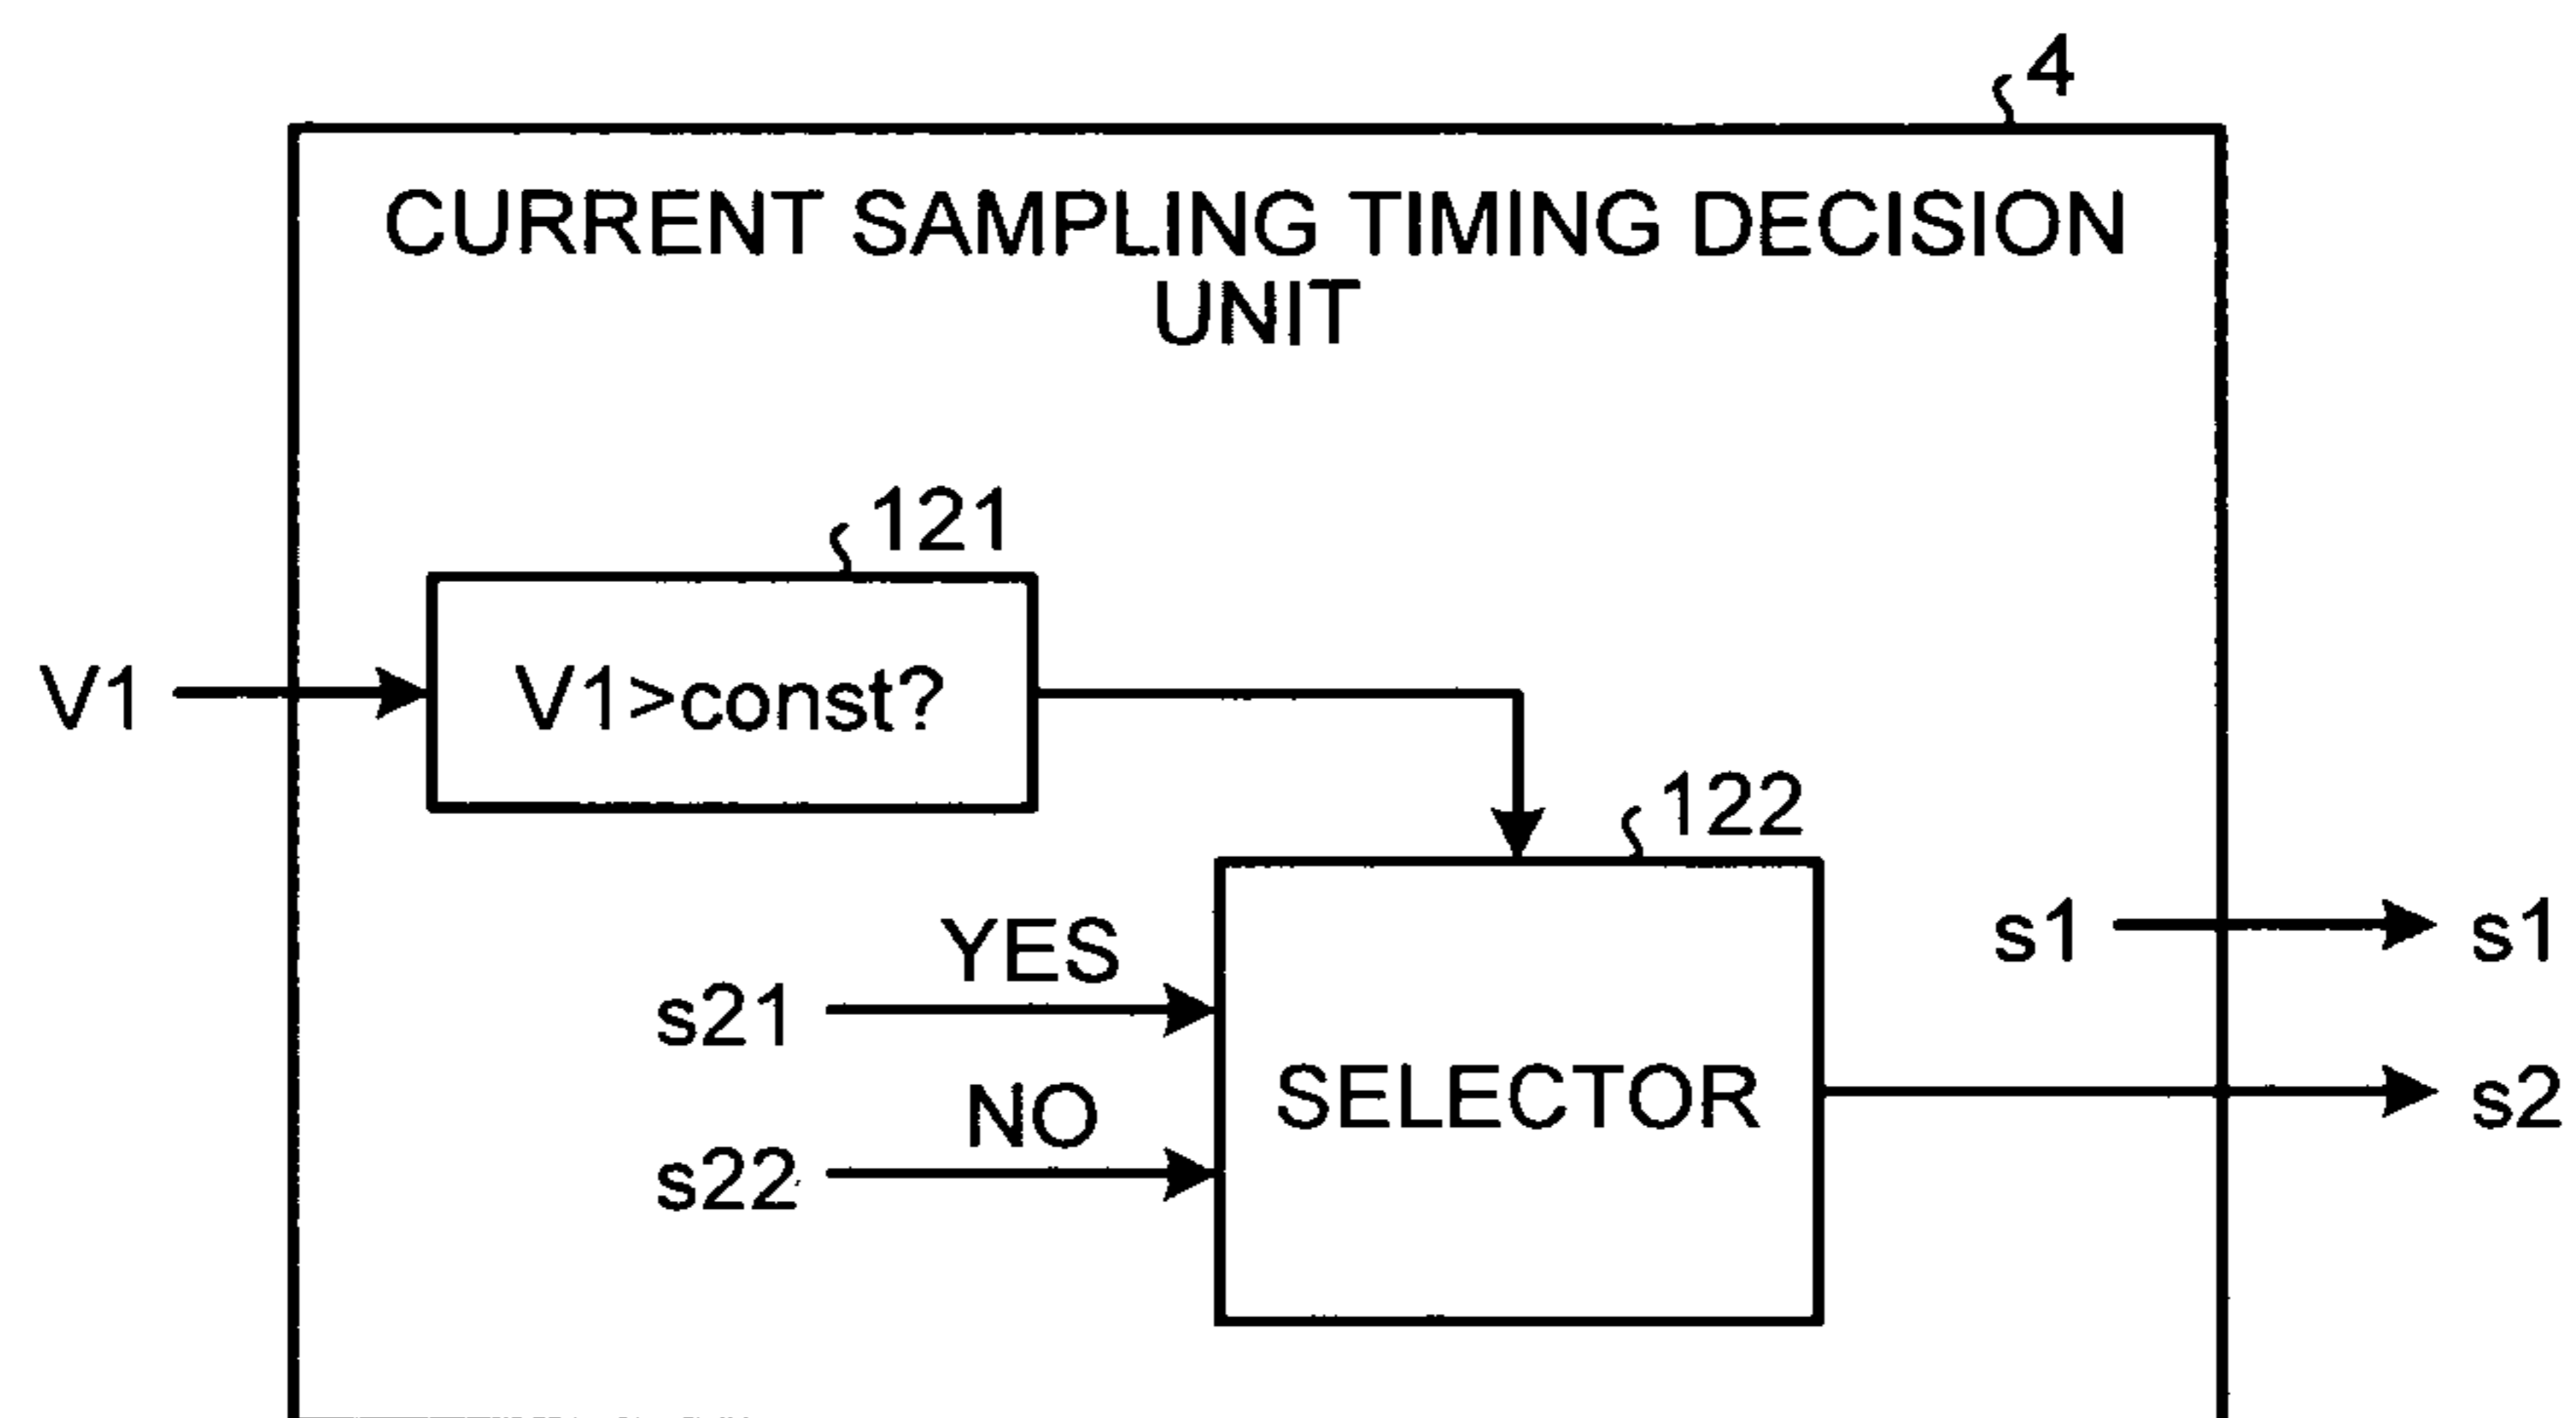 4
CURRENT SAMPLING TIMING DECISION
UNIT
121
V1
V1>const?
122
YES
s21
NO
s22
SELECTOR
s1
s1
s2